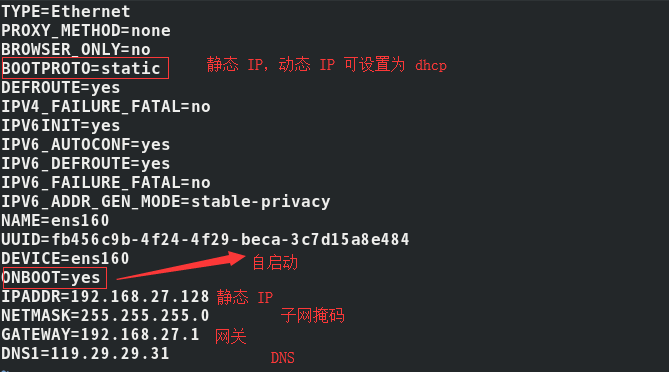 TYPE=Ethernet
PROXY_METHOD=none
BROWSER_ONLY=no
BOOTPROTO=static 静态 IP，动态 IP 可设置为 dhcp
DEFROUTE=yes
IPV4_FAILURE_FATAL=no
IPV6INIT=yes
IPV6_AUTOCONF=yes
IPV6_DEFROUTE=yes
IPV6_FAILURE_FATAL=no
IPV6_ADDR_GEN_MODE=stable-privacy
NAME=ens160
UUID=fb456c9b-4f24-4f29-beca-3c7d15a8e484
DEVICE=ens160 自启动
ONBOOT=yes
IPADDR=192.168.27.128 静态 IP
NETMASK=255.255.255.0 子网掩码
GATEWAY=192.168.27.1 网关
DNS1=119.29.29.31 DNS